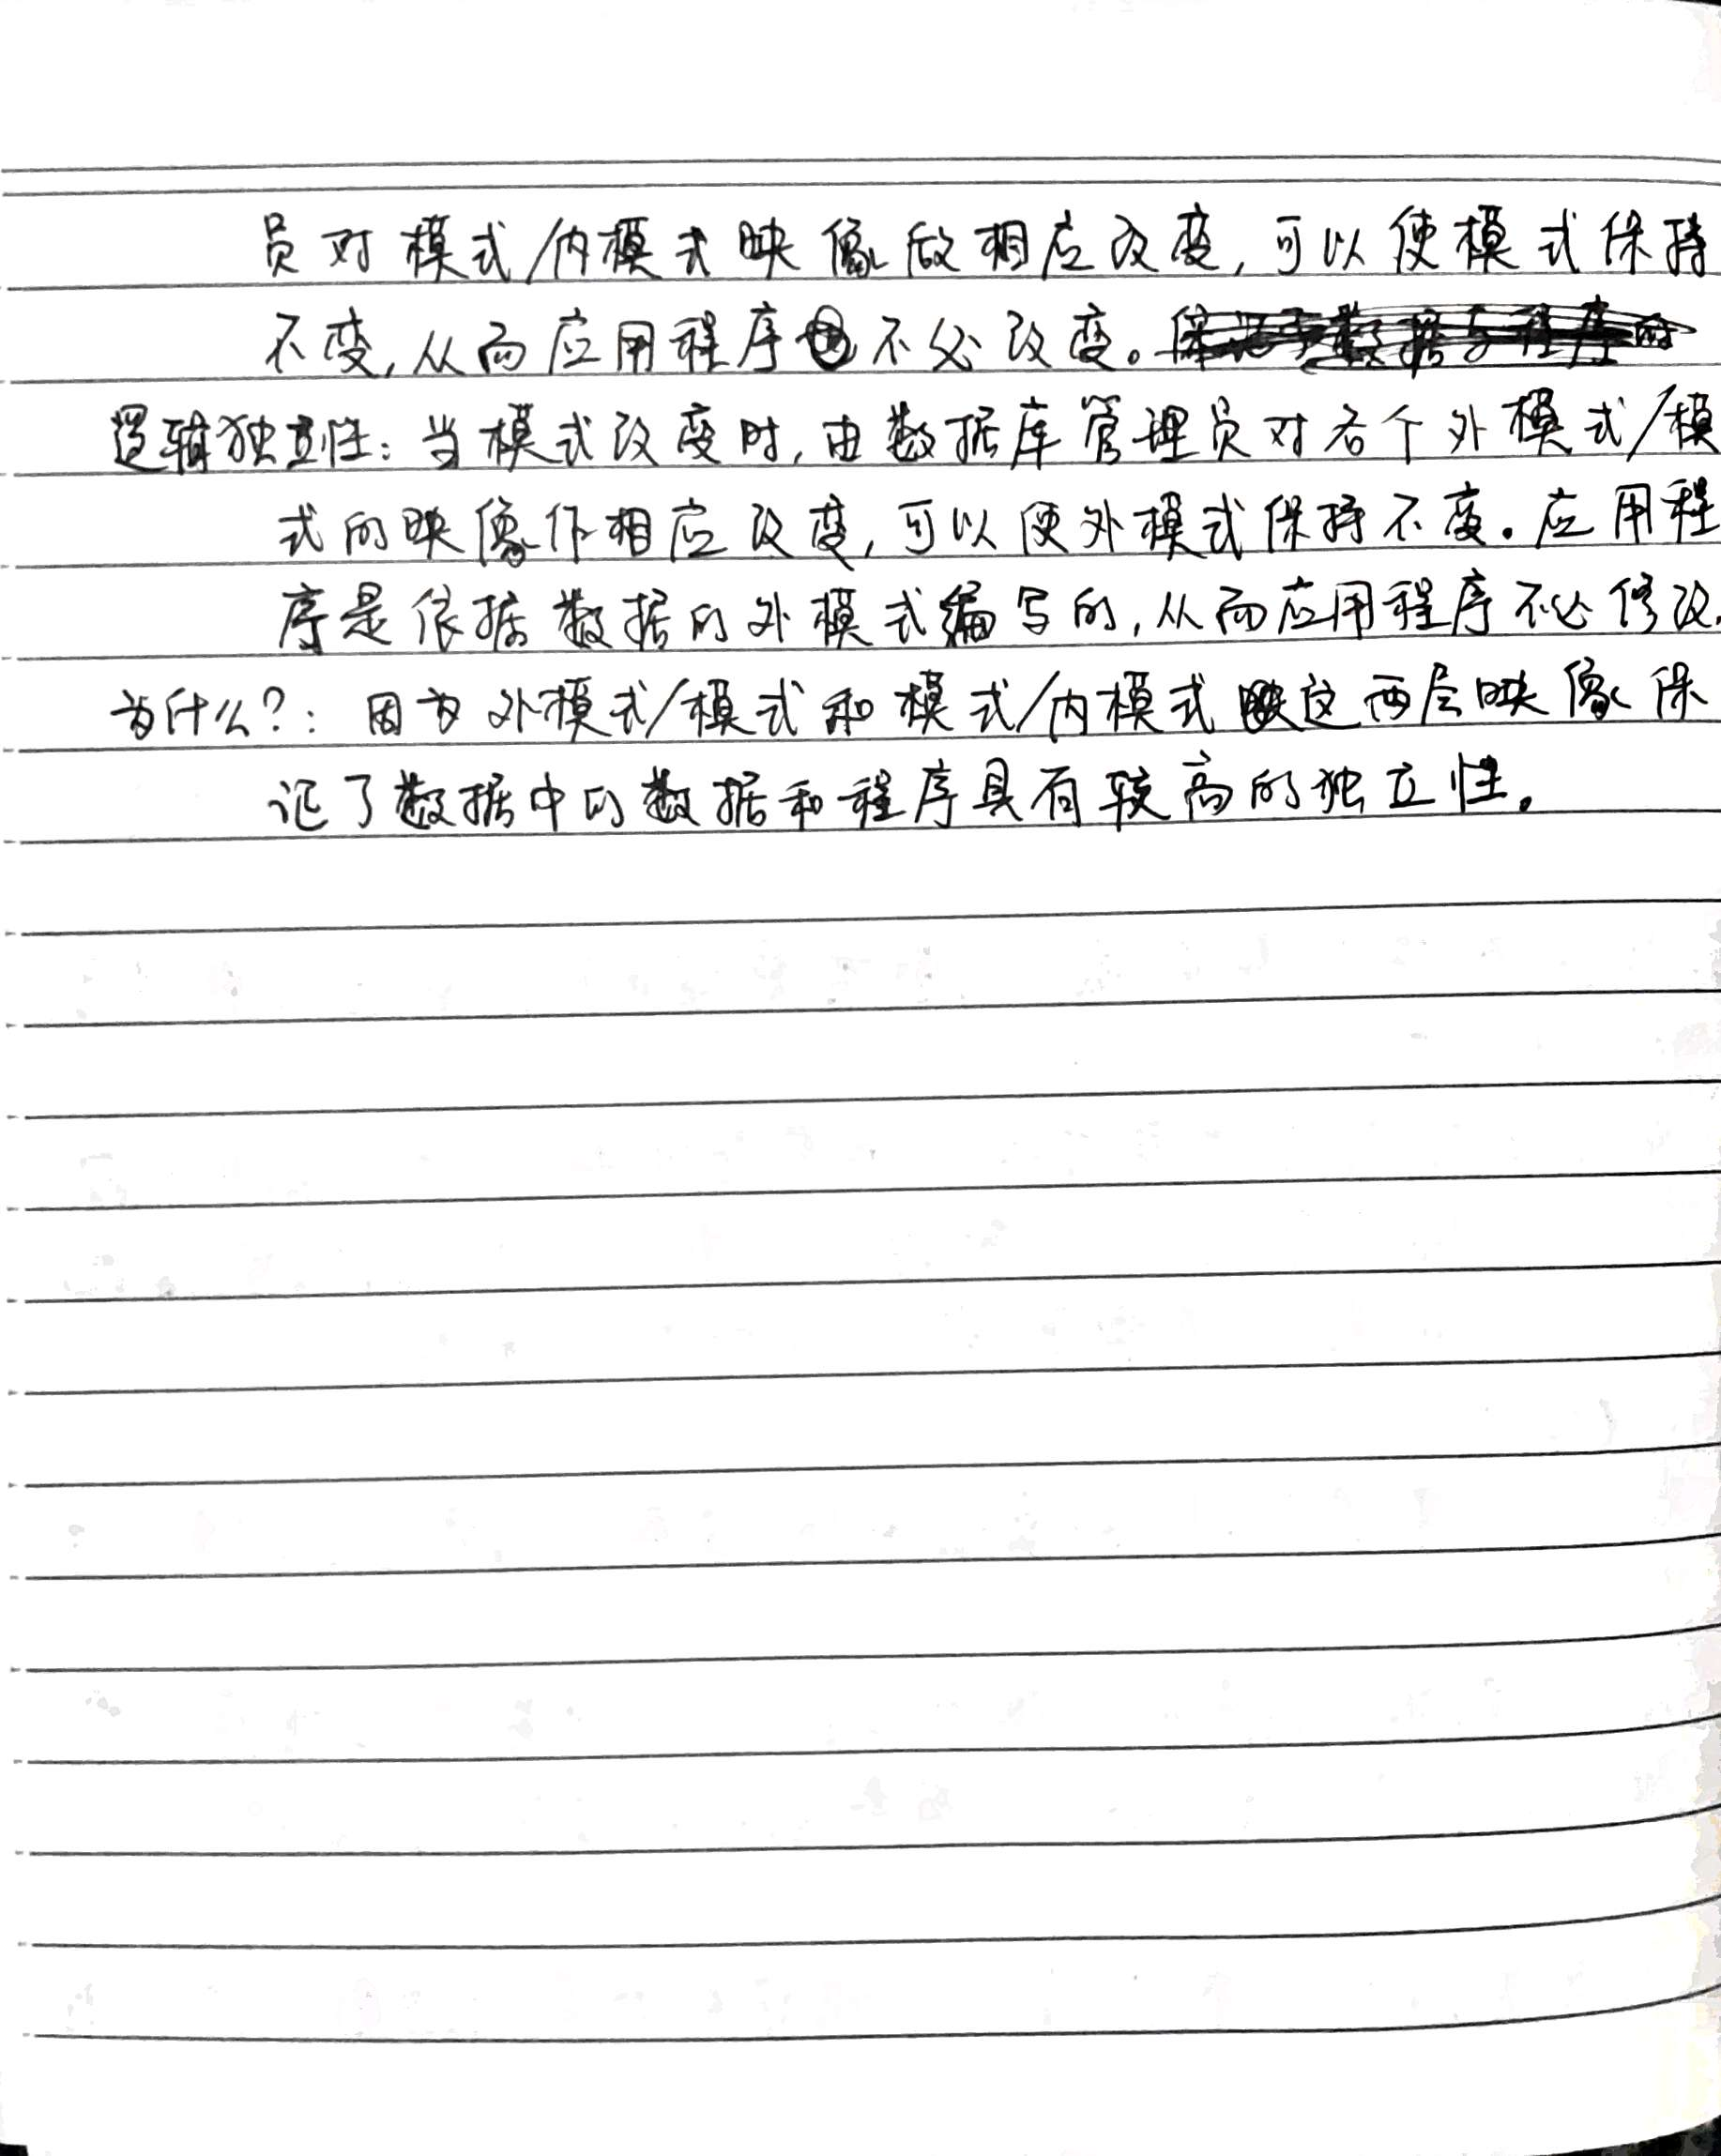 员对模式/内模式映像做相应改变,可以使模式保持
不变,从而应用程序不必改变。
逻辑独立性:当模式改变时,由数据库管理员对各个外模式/模
式的映像作相应改变,可以使外模式保持不变.应用程
序是依据数据的外模式编写的,从而应用程序不必修改.
为什么?:因为外模式/模式和模式/内模式这两层映像保
证了数据中的数据和程序具有较高的独立性。